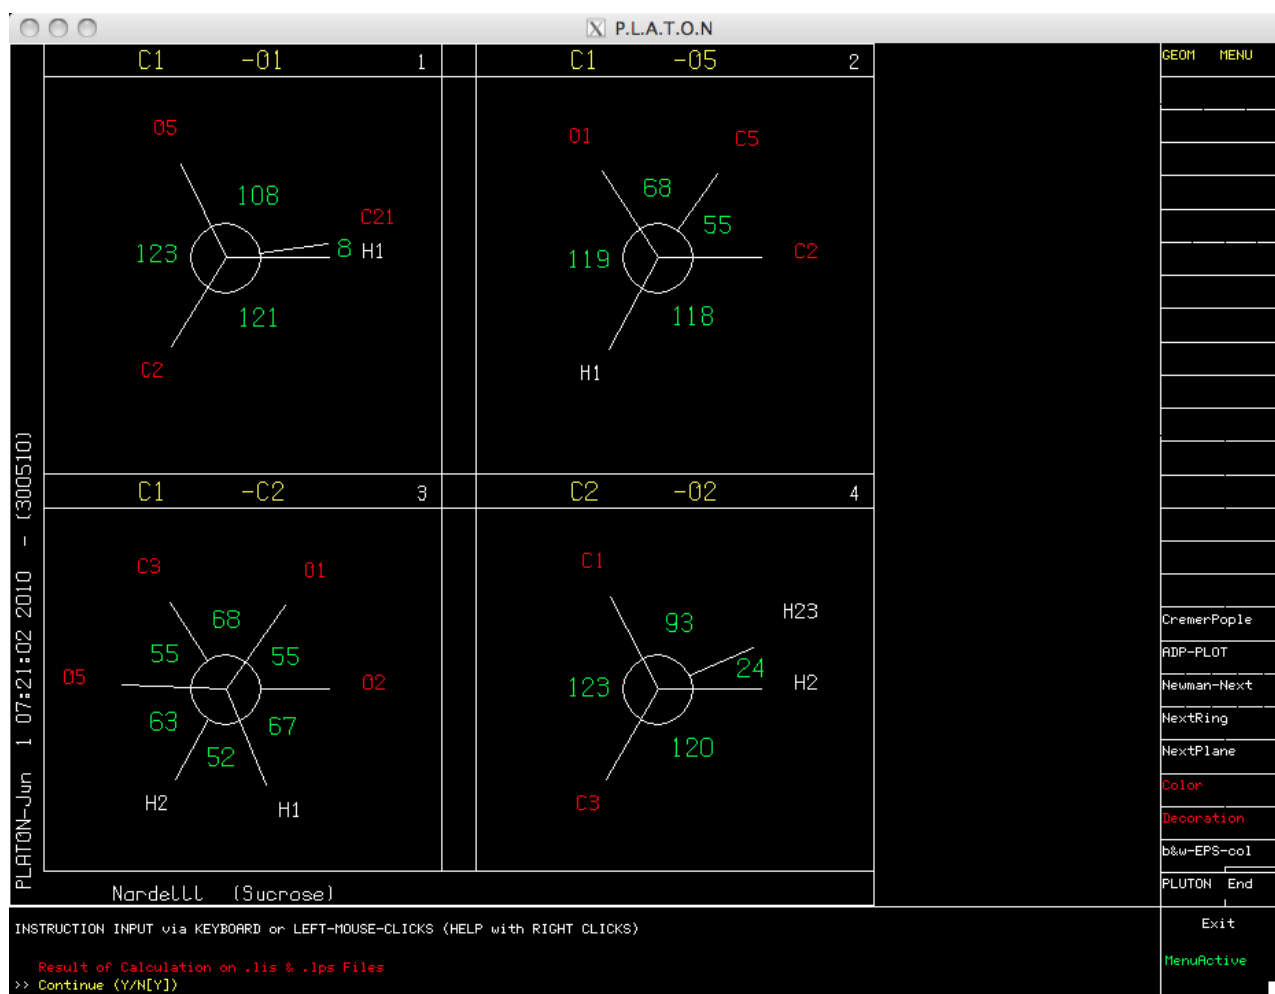 P.L.A.T.O.N
C1 -O1 1
O5
108
C21
123
8 H1
121
C2
C1 -O5 2
O1 C5
68
55
C2
119
118
H1
C1 -C2 3
C3 O1
68
55 55
O5 O2
63 67
52
H2 H1
C2 -O2 4
C1
H23
93
24
123 H2
120
C3
Nardelll (Sucrose)
PLATON-Jun 1 07:21:02 2010 - (300510)
GEOM MENU
CremerPople
ADP-PLOT
Newman-Next
NextRing
NextPlane
Color
Decoration
b&w-EPS-col
PLUTON End
Exit
MenuActive
INSTRUCTION INPUT via KEYBOARD or LEFT-MOUSE-CLICKS (HELP with RIGHT CLICKS)
Result of Calculation on .lis & .lps Files
>> Continue (Y/N[Y])